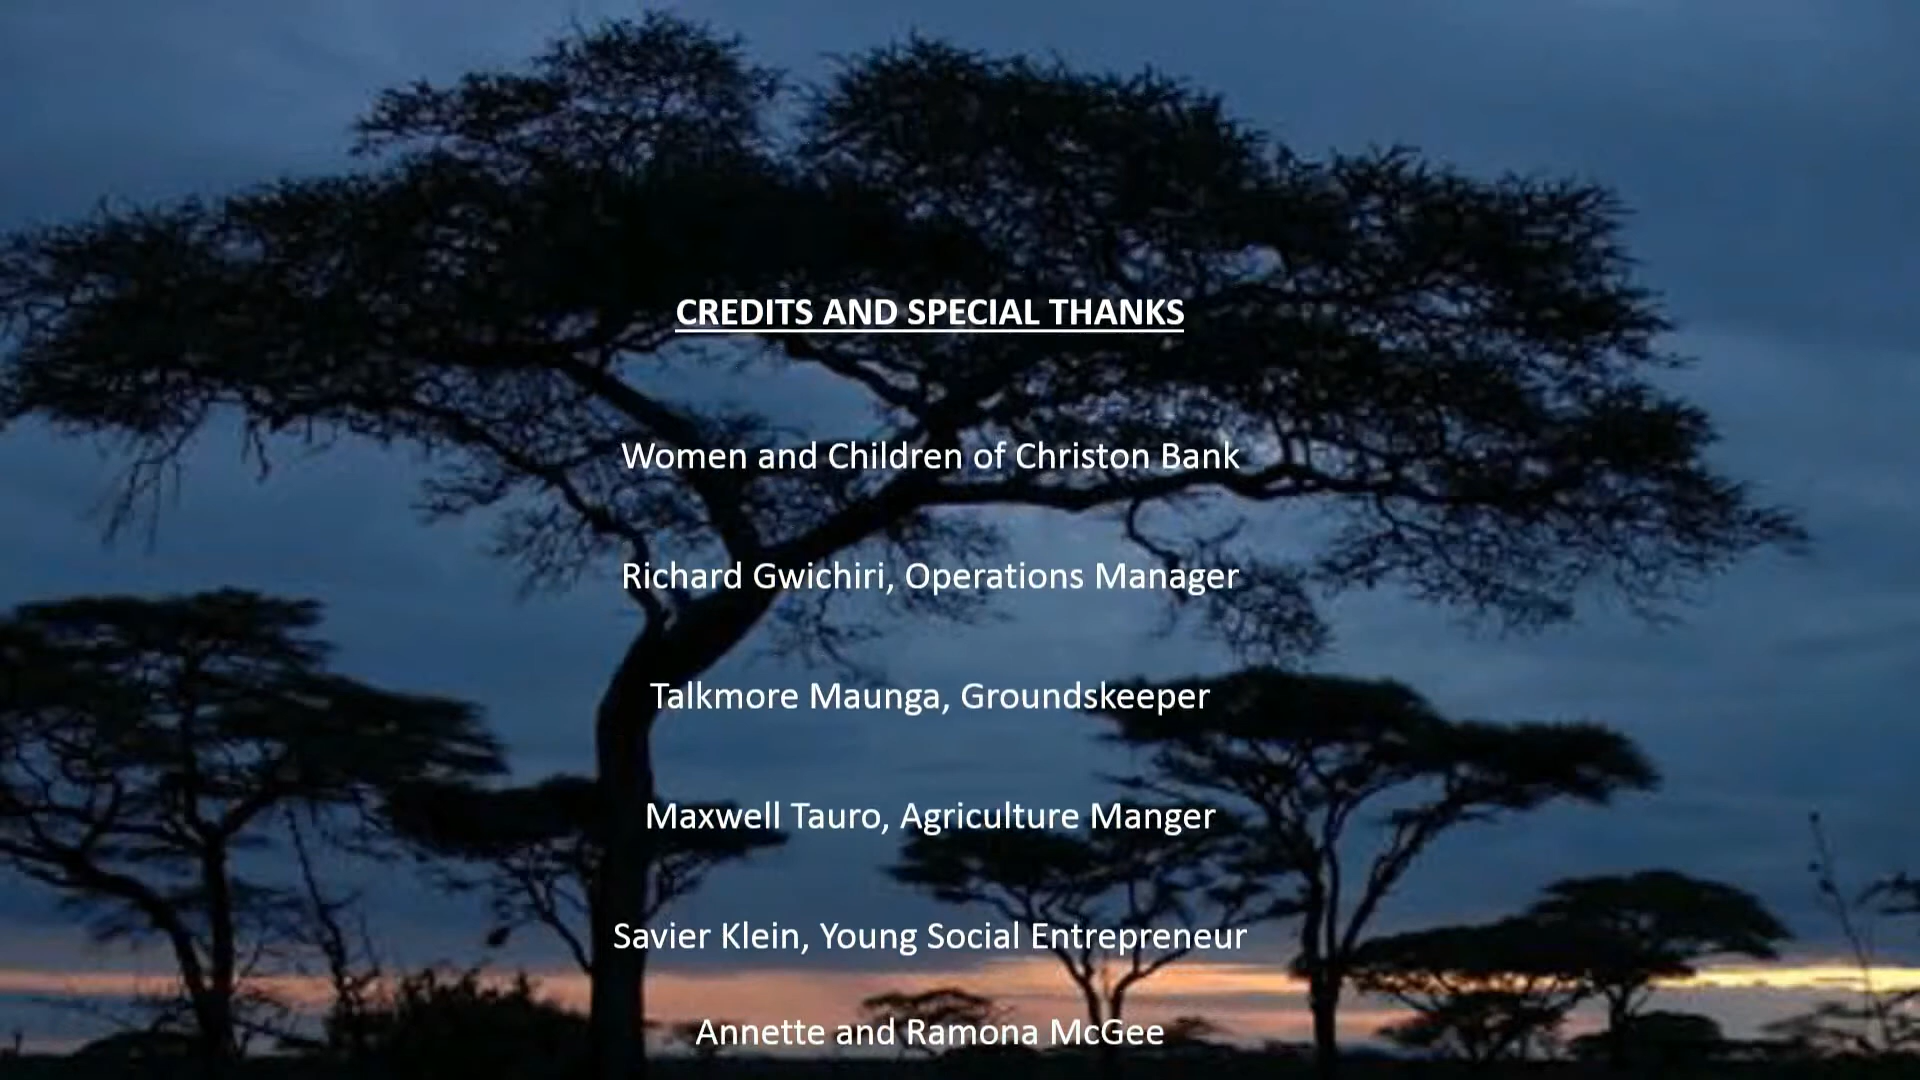 CREDITS AND SPECIAL THANKS
Women and Children of Christon Bank
Richard Gwichiri, Operations Manager
Talkmore Maunga, Groundskeeper
Maxwell Tauro, Agriculture Manger
Savier Klein, Young Social Entrepreneur
Annette and Ramona McGee